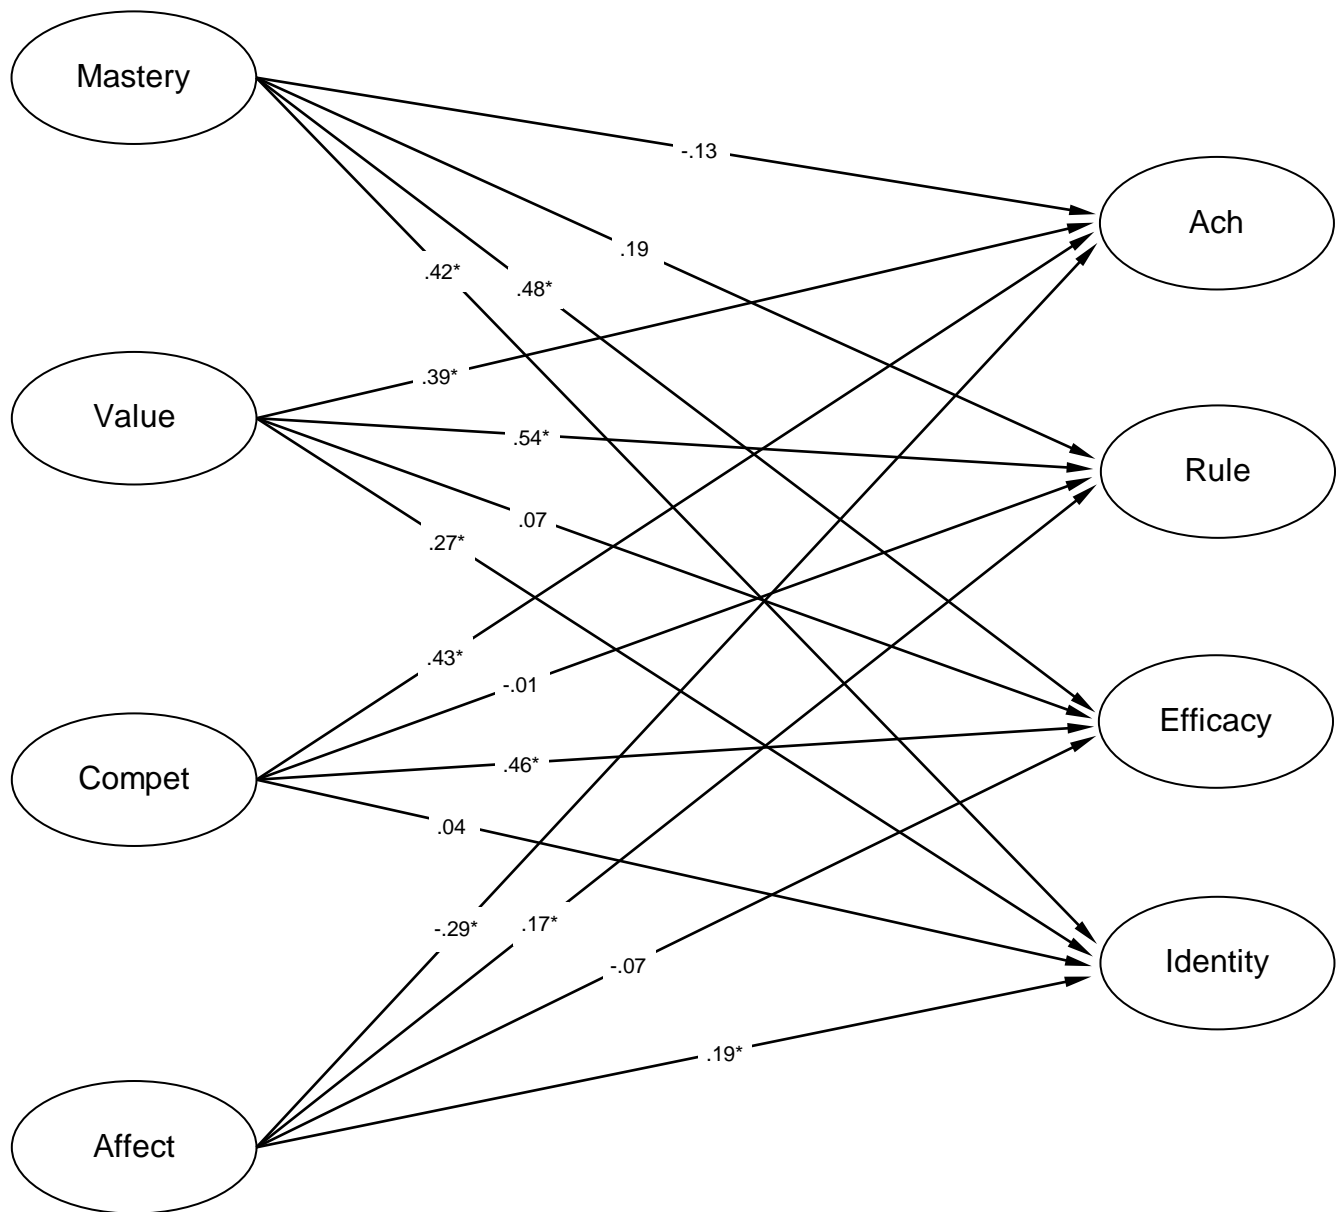 Mastery
-.13
Ach
.19
.42*
.48*
.39*
Value
.54*
Rule
.07
.27*
.43*
-.01
Efficacy
.46*
Compet
.04
-.29*
.17*
-.07
Identity
.19*
Affect